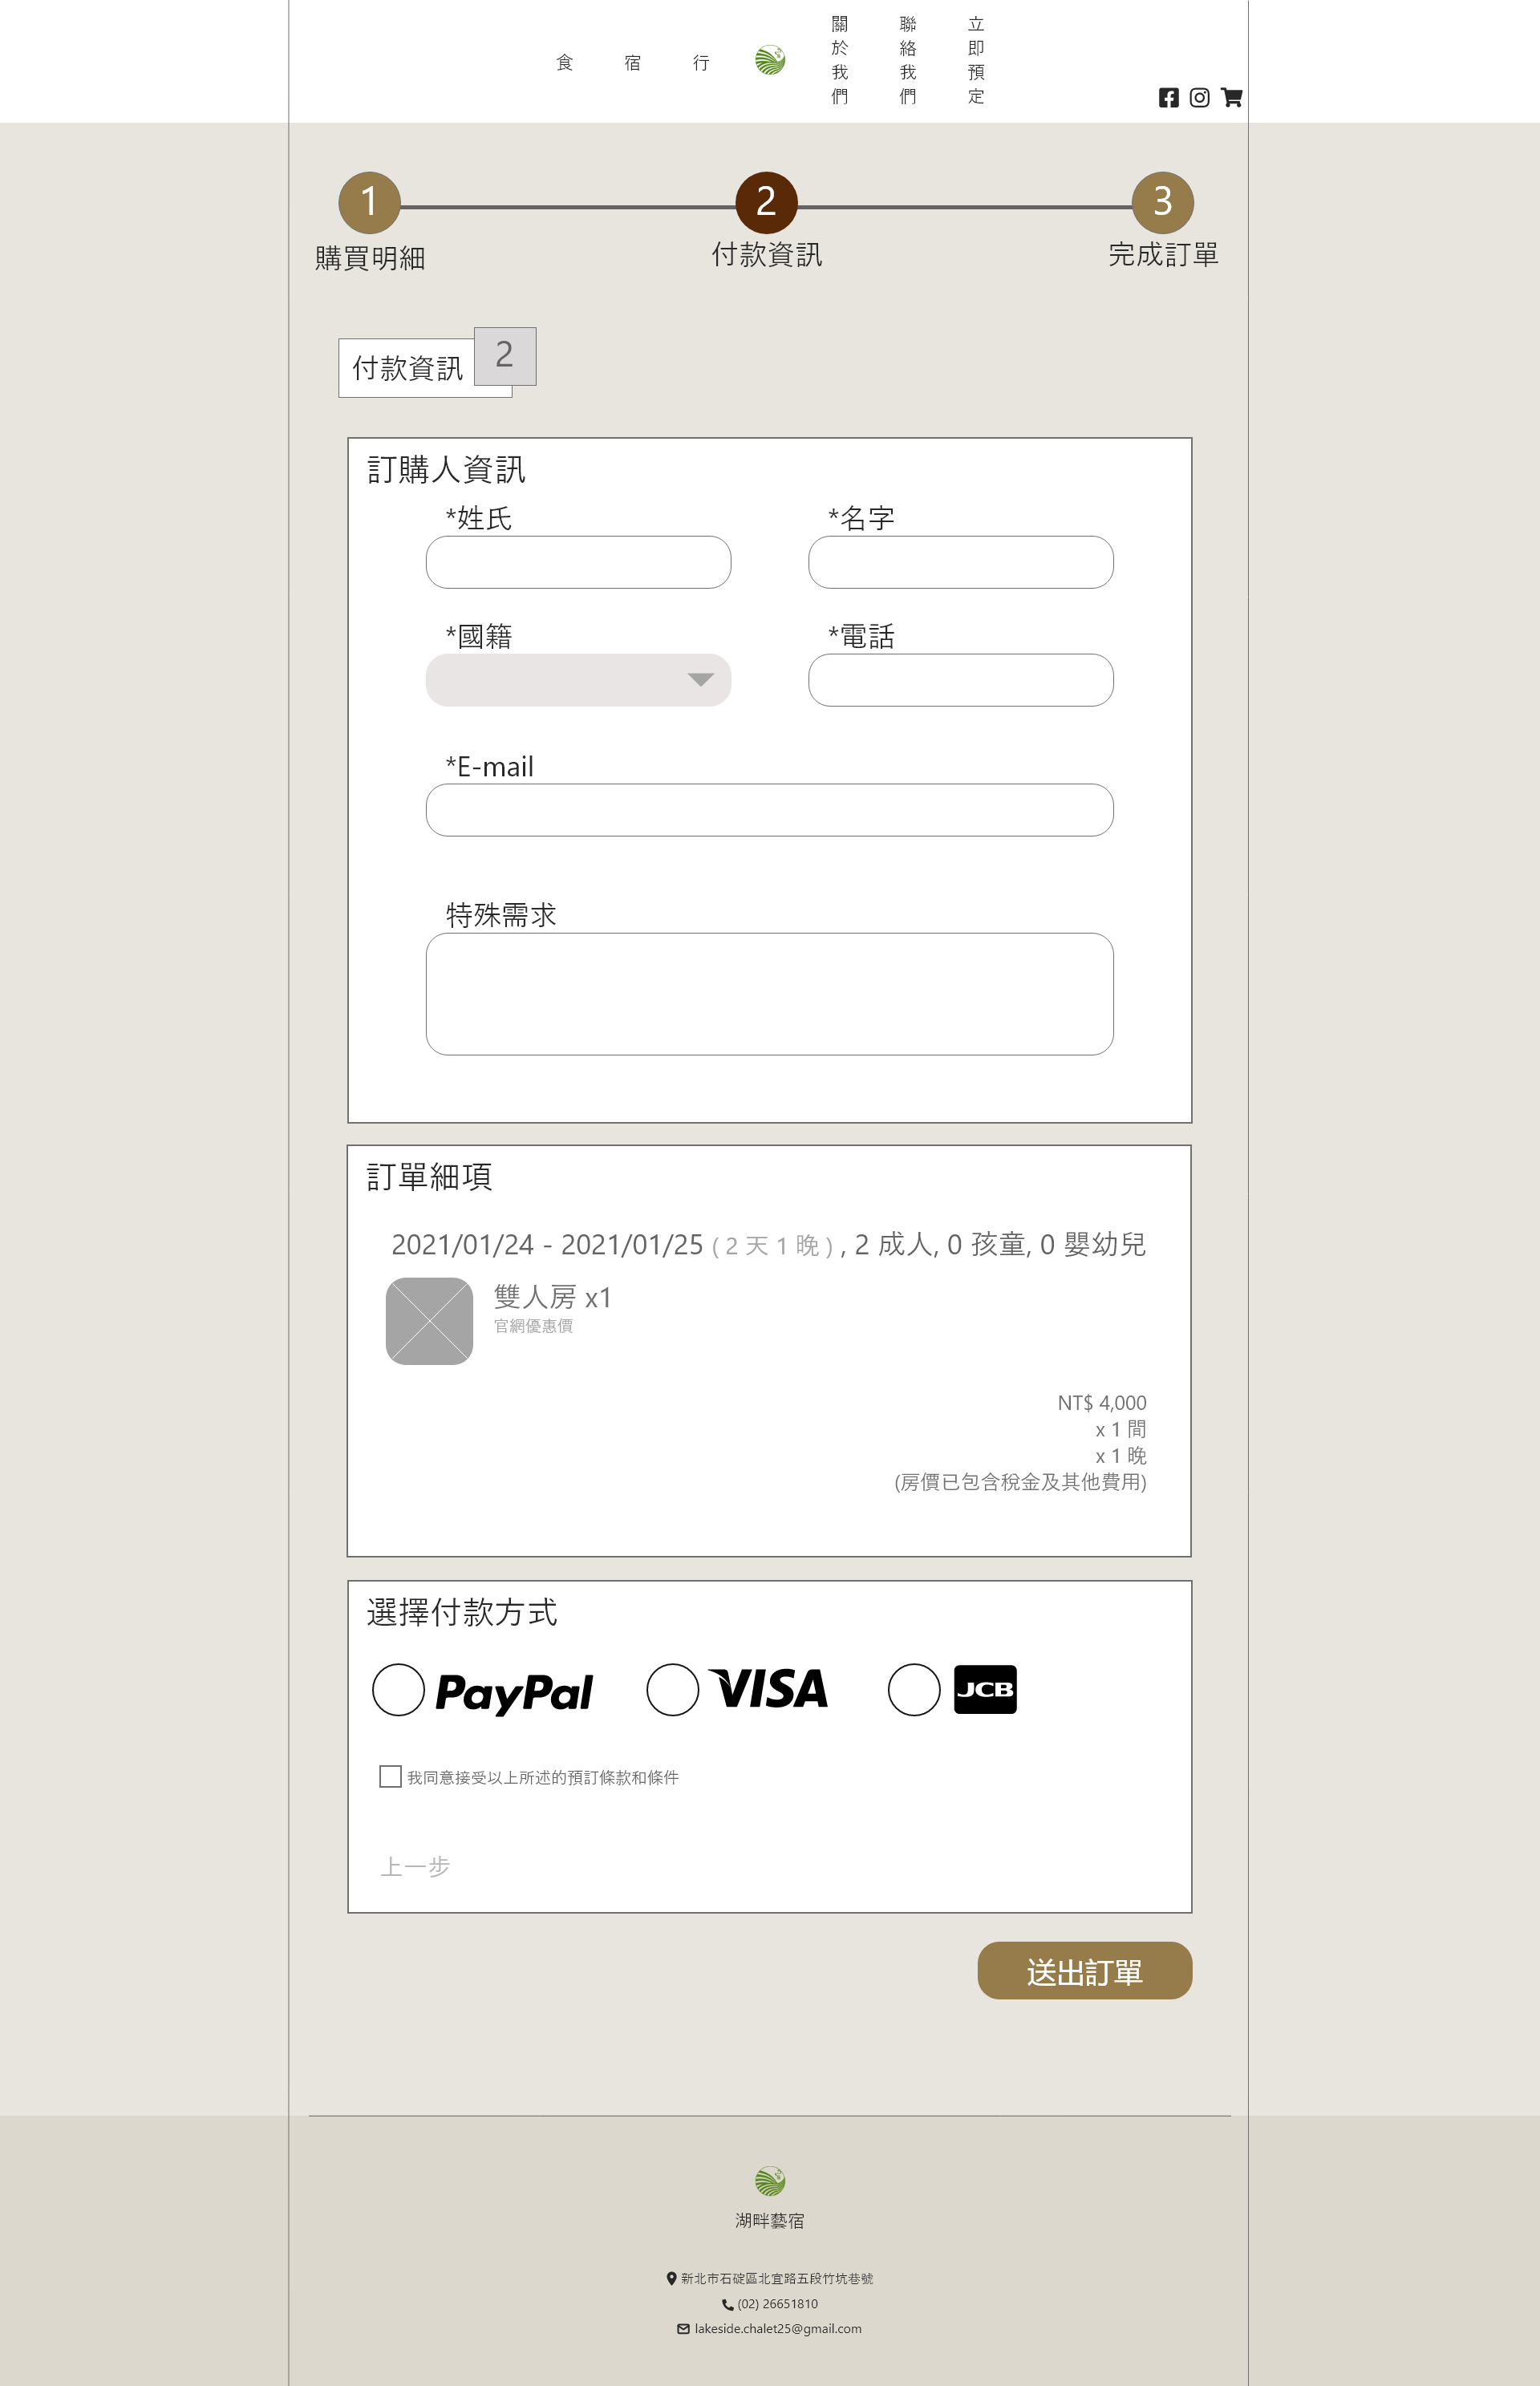 食
宿
行
關於我們
聯絡我們
立即預定
1
2
3
購買明細
付款資訊
完成訂單
付款資訊
2
訂購人資訊
*姓氏
*名字
*國籍
*電話
*E-mail
特殊需求
訂單細項
2021/01/24 - 2021/01/25 ( 2 天 1 晚 ) , 2 成人, 0 孩童, 0 嬰幼兒
雙人房 x1
官網優惠價
NT$ 4,000
x 1 間
x 1 晚
(房價已包含稅金及其他費用)
選擇付款方式
PayPal
VISA
JCB
我同意接受以上所述的預訂條款和條件
上一步
送出訂單
湖畔藝宿
新北市石碇區北宜路五段竹坑巷號
(02) 26651810
lakeside.chalet25@gmail.com